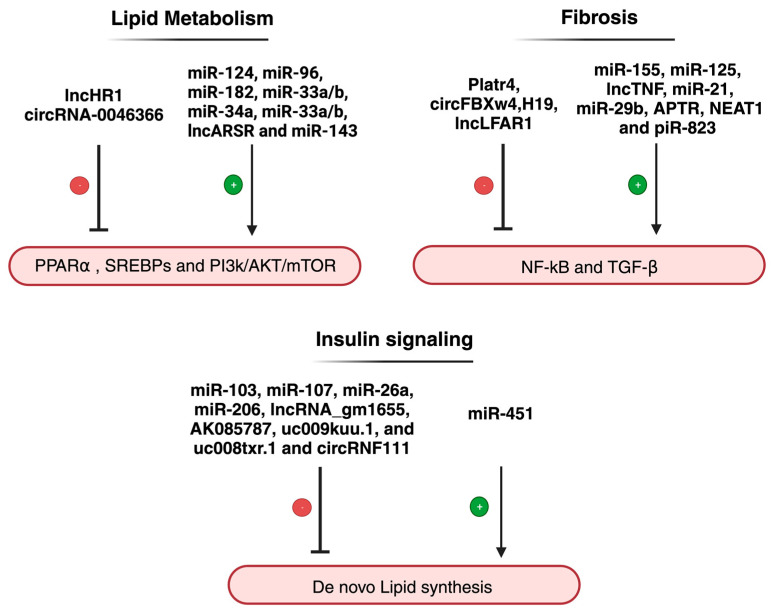 Lipid Metabolism
lncHR1
circRNA-0046366
miR-124, miR-96,
miR-182, miR-33a/b,
miR-34a, miR-33a/b,
lncARSR and miR-143
-
+
PPARα , SREBPs and PI3k/AKT/mTOR
Fibrosis
Platr4,
circFBXw4,H19,
lncLFAR1
miR-155, miR-125,
lncTNF, miR-21,
miR-29b, APTR, NEAT1
and piR-823
-
+
NF-kB and TGF-β
Insulin signaling
miR-103, miR-107, miR-26a,
miR-206, lncRNA_gm1655,
AK085787, uc009kuu.1, and
uc008txr.1 and circRNF111
miR-451
-
+
De novo Lipid synthesis